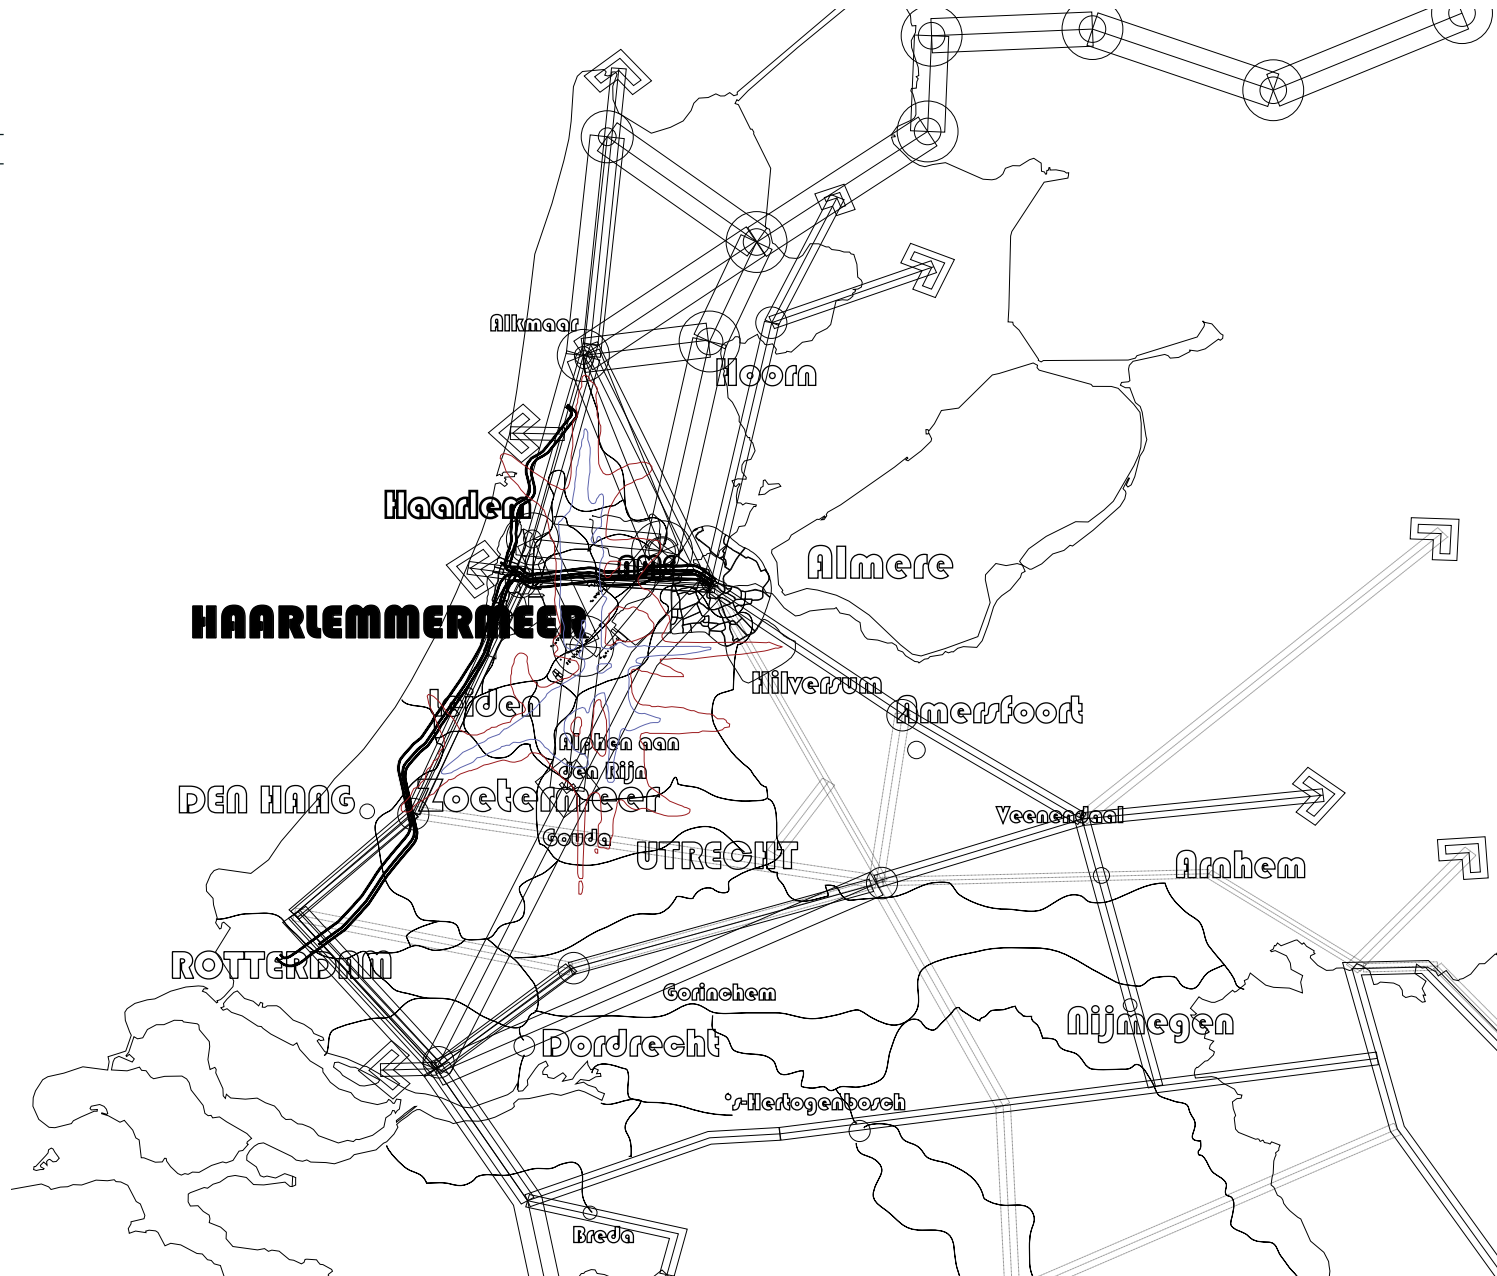 Alkmaar
Hoorn
Haarlem
Almere
HAARLEMMERMEER
Hilversum
Leiden
Amersfoort
Alphen aan
den Rijn
DEN HAAG
Zoetermeer
Veenendaal
Gouda
UTRECHT
Arnhem
ROTTERDAM
Gorinchem
Nijmegen
Dordrecht
's-Hertogenbosch
Breda